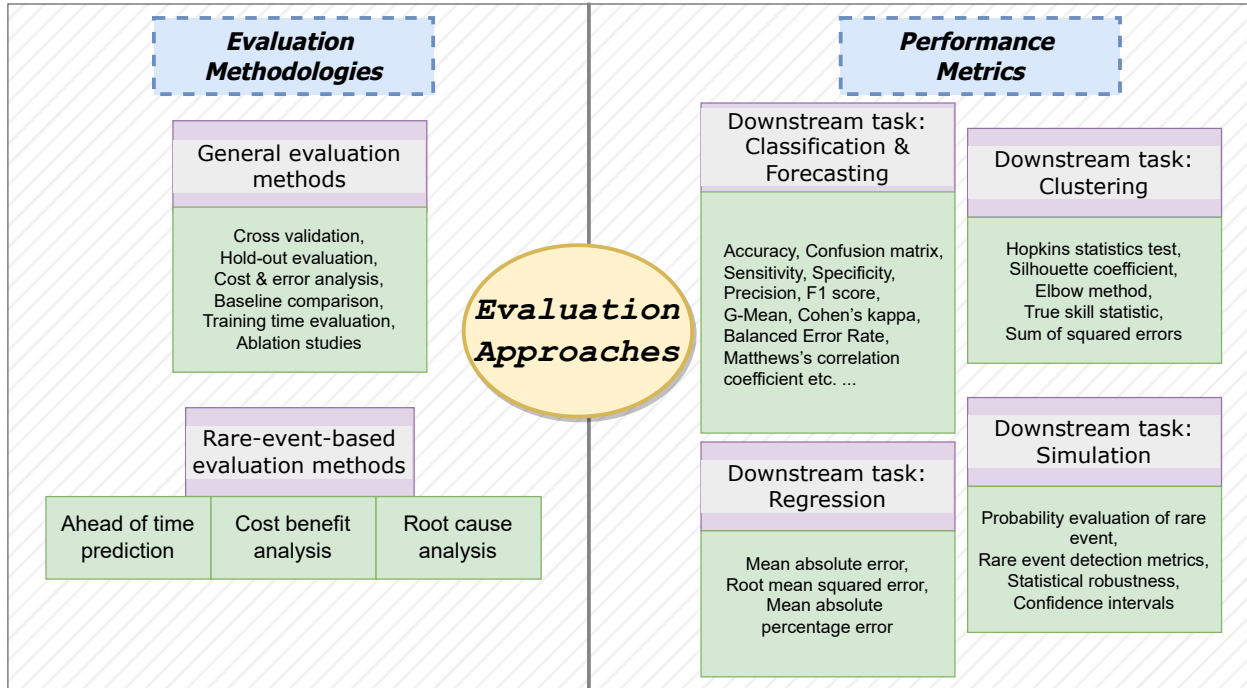 Evaluation
Methodologies
General evaluation
methods
Cross validation,
Hold-out evaluation,
Cost & error analysis,
Baseline comparison,
Training time evaluation,
Ablation studies
Rare-event-based
evaluation methods
Ahead of time
prediction
Cost benefit
analysis
Root cause
analysis
Evaluation
Approaches
Performance
Metrics
Downstream task:
Classification &
Forecasting
Accuracy, Confusion matrix,
Sensitivity, Specificity,
Precision, F1 score,
G-Mean, Cohen's kappa,
Balanced Error Rate,
Matthews's correlation
coefficient etc. ...
Downstream task:
Clustering
Hopkins statistics test,
Silhouette coefficient,
Elbow method,
True skill statistic,
Sum of squared errors
Downstream task:
Regression
Mean absolute error,
Root mean squared error,
Mean absolute
percentage error
Downstream task:
Simulation
Probability evaluation of rare
event,
Rare event detection metrics,
Statistical robustness,
Confidence intervals